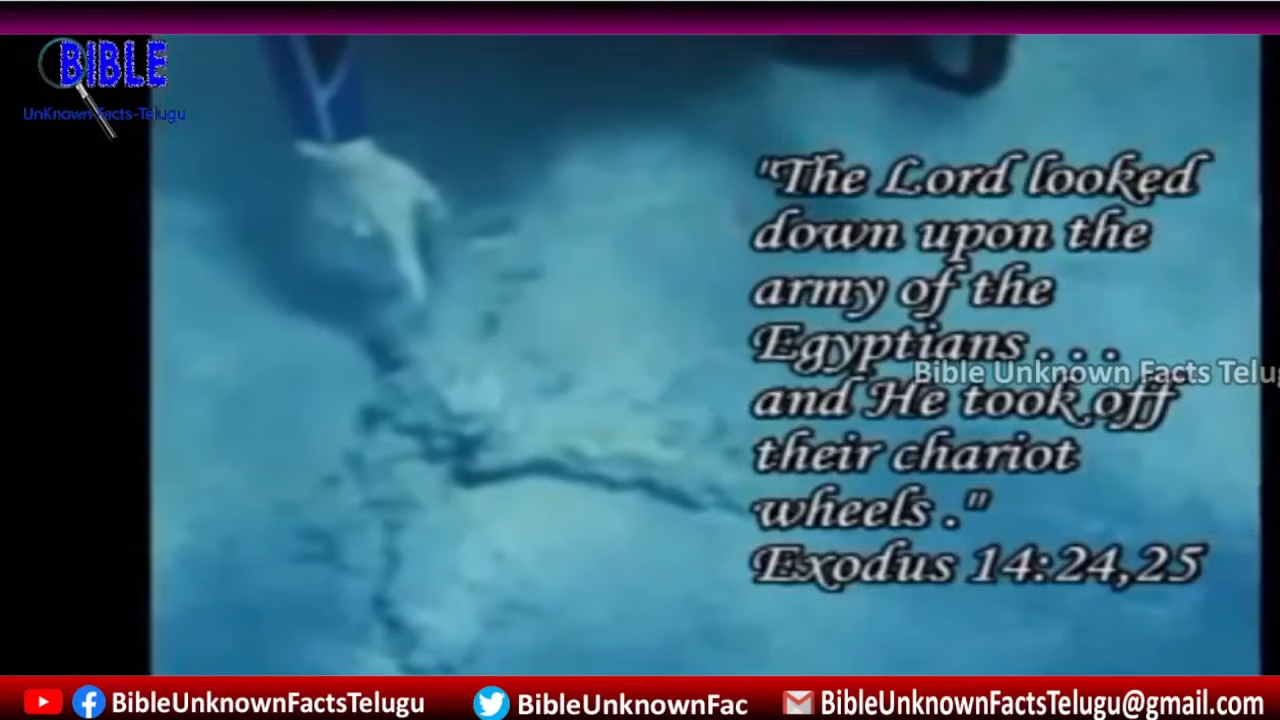 BIBLE
UnKnown Facts-Telugu
"The Lord looked
down upon the
army of the
Egyptians . . .
and He took off
their chariot
wheels ."
Exodus 14:24,25
Bible Unknown Facts
BibleUnknownFactsTelugu
BibleUnknownFac
BibleUnknownFactsTelugu@gmail.com